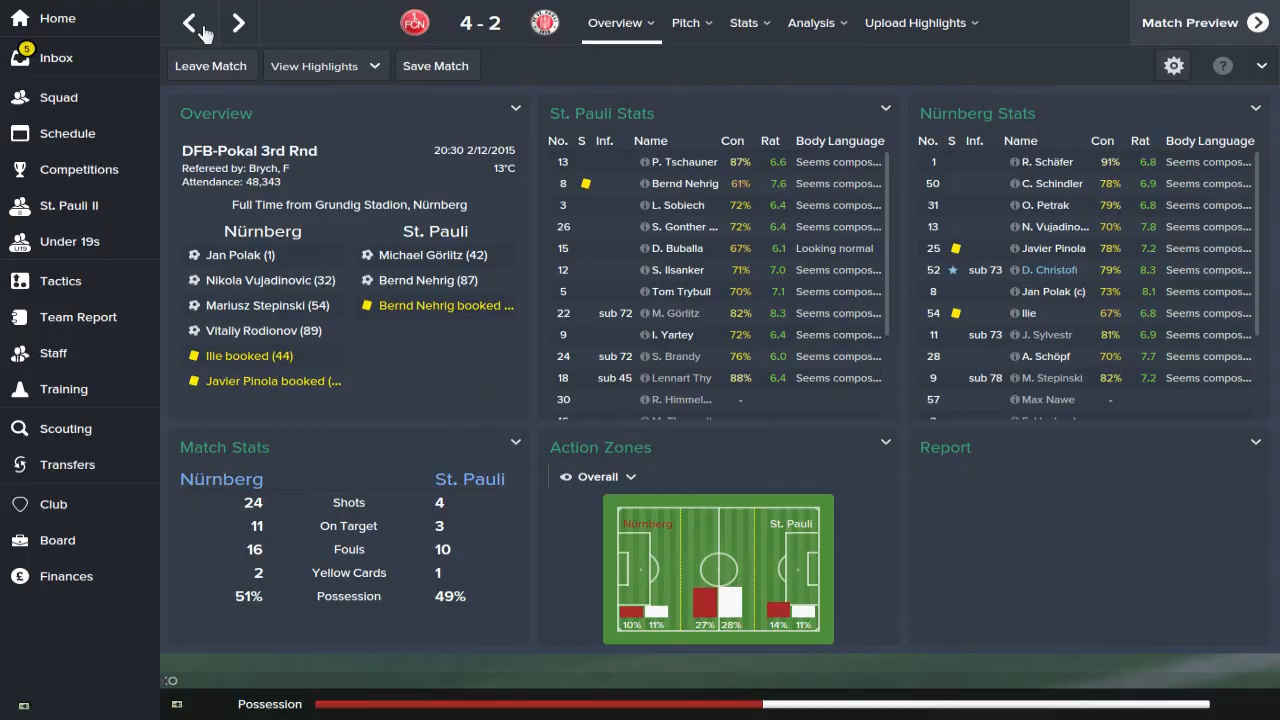 Home
5
Inbox
Squad
Schedule
Competitions
St. Pauli II
Under 19s
Tactics
Team Report
Staff
Training
Scouting
Transfers
Club
Board
Finances
4 - 2
Overview
Pitch
Stats
Analysis
Upload Highlights
Match Preview
Leave Match
View Highlights
Save Match
?
Overview
DFB-Pokal 3rd Rnd
20:30 2/12/2015
Refereed by: Brych, F
13°C
Attendance: 48,343
Full Time from Grundig Stadion, Nürnberg
Nürnberg
St. Pauli
Jan Polak (1)
Michael Görlitz (42)
Nikola Vujadinovic (32)
Bernd Nehrig (87)
Mariusz Stepinski (54)
Bernd Nehrig booked ...
Vitaliy Rodionov (89)
Ilie booked (44)
Javier Pinola booked (...
St. Pauli Stats
No. S Inf. Name Con Rat Body Language
13 P. Tschauner 87% 6.6 Seems compos...
8 Bernd Nehrig 61% 7.6 Seems compos...
3 L. Sobiech 72% 6.4 Seems compos...
26 S. Gonther ... 72% 6.4 Seems compos...
15 D. Buballa 67% 6.1 Looking normal
12 S. Ilsanker 71% 7.0 Seems compos...
5 Tom Trybull 70% 7.1 Seems compos...
22 sub 72 M. Görlitz 82% 8.3 Seems compos...
9 I. Yartey 72% 6.4 Seems compos...
24 sub 72 S. Brandy 76% 6.0 Seems compos...
18 sub 45 Lennart Thy 88% 6.4 Seems compos...
30 R. Himmel... -
Nürnberg Stats
No. S Inf. Name Con Rat Body Language
1 R. Schäfer 91% 6.8 Seems compos...
50 C. Schindler 78% 6.9 Seems compos...
31 O. Petrak 79% 6.8 Seems compos...
13 N. Vujadino... 70% 7.8 Seems compos...
25 Javier Pinola 78% 7.2 Seems compos...
52 sub 73 D. Christofi 79% 8.3 Seems compos...
8 Jan Polak (c) 73% 8.1 Seems compos...
54 Ilie 67% 6.8 Seems compos...
11 sub 73 J. Sylvestr 81% 6.9 Seems compos...
28 A. Schöpf 70% 7.7 Seems compos...
9 sub 78 M. Stepinski 82% 7.2 Seems compos...
57 Max Nawe -
Match Stats
Nürnberg St. Pauli
24 Shots 4
11 On Target 3
16 Fouls 10
2 Yellow Cards 1
51% Possession 49%
Action Zones
Overall
Nürnberg St. Pauli
10% 11% 27% 28% 14% 11%
Report
Possession